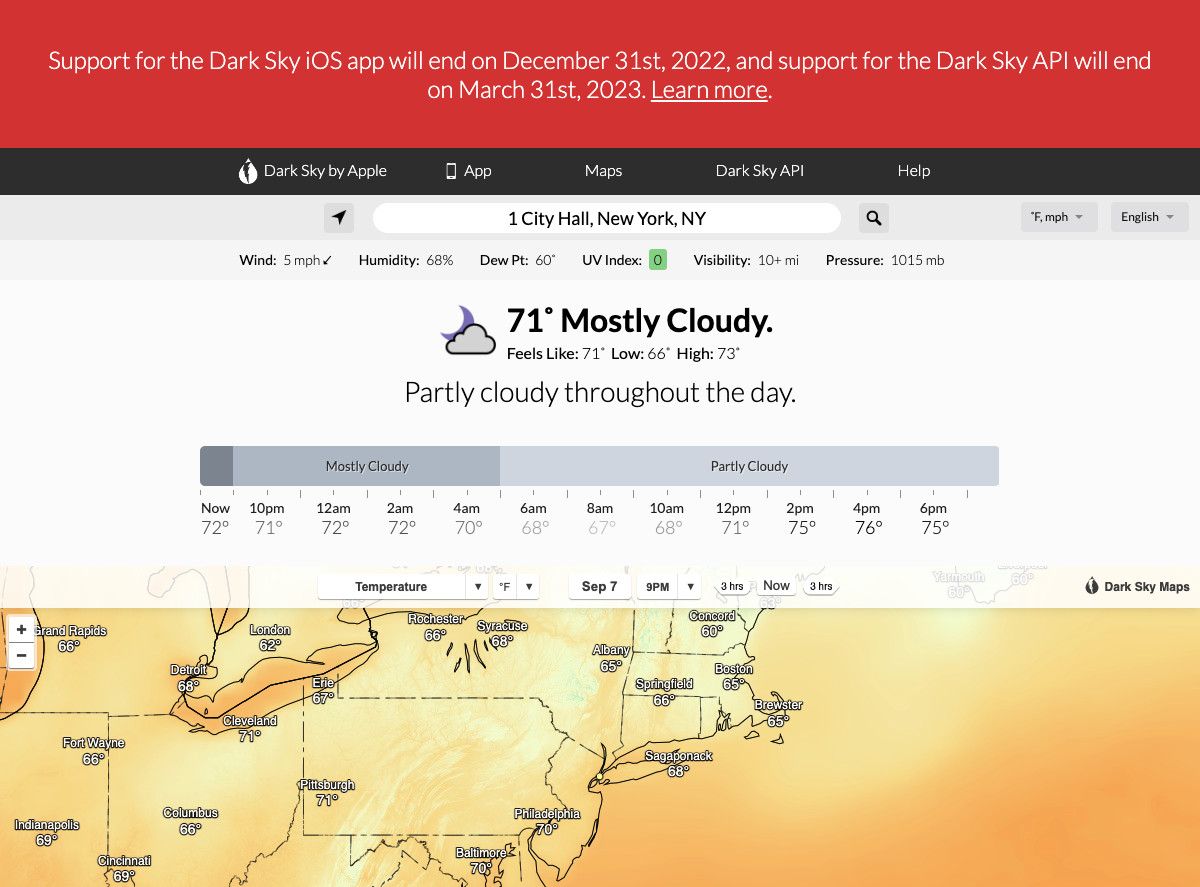 Support for the Dark Sky iOS app will end on December 31st, 2022, and support for the Dark Sky API will end
on March 31st, 2023. Learn more.
Dark Sky by Apple App Maps Dark Sky API Help
1 City Hall, New York, NY ˚F, mph English
Wind: 5 mph Humidity: 68% Dew Pt: 60˚ UV Index: 0 Visibility: 10+ mi Pressure: 1015 mb
71˚ Mostly Cloudy.
Feels Like: 71˚ Low: 66˚ High: 73˚
Partly cloudy throughout the day.
Mostly Cloudy Partly Cloudy
Now 10pm 12am 2am 4am 6am 8am 10am 12pm 2pm 4pm 6pm
72° 71° 72° 72° 70° 68° 67° 68° 71° 75° 76° 75°
Temperature ˚F Sep 7 9PM 3 hrs Now 3 hrs Dark Sky Maps
Yarmouth
60°
60°
66°
63°
+
−
Grand Rapids
66°
London
62°
Rochester
66°
Syracuse
68°
Concord
60°
Albany
65°
Detroit
68°
Erie
67°
Springfield
66°
Boston
65°
Brewster
65°
Cleveland
71°
Fort Wayne
66°
Sagaponack
68°
Pittsburgh
71°
Columbus
66°
Philadelphia
70°
Indianapolis
69°
Cincinnati
69°
Baltimore
70°